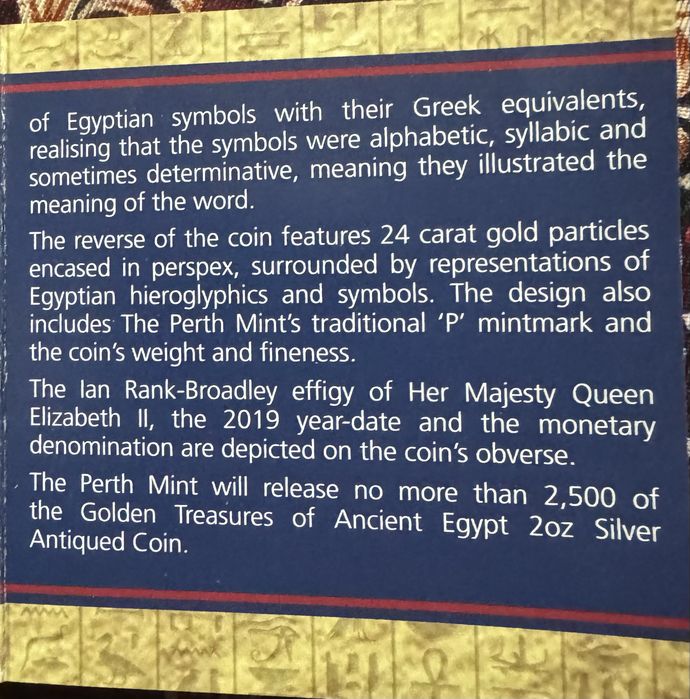 of Egyptian symbols with their Greek equivalents,
realising that the symbols were alphabetic, syllabic and
sometimes determinative, meaning they illustrated the
meaning of the word.
The reverse of the coin features 24 carat gold particles
encased in perspex, surrounded by representations of
Egyptian hieroglyphics and symbols. The design also
includes The Perth Mint's traditional 'P' mintmark and
the coin's weight and fineness.
The Ian Rank-Broadley effigy of Her Majesty Queen
Elizabeth II, the 2019 year-date and the monetary
denomination are depicted on the coin's obverse.
The Perth Mint will release no more than 2,500 of
the Golden Treasures of Ancient Egypt 2oz Silver
Antiqued Coin.